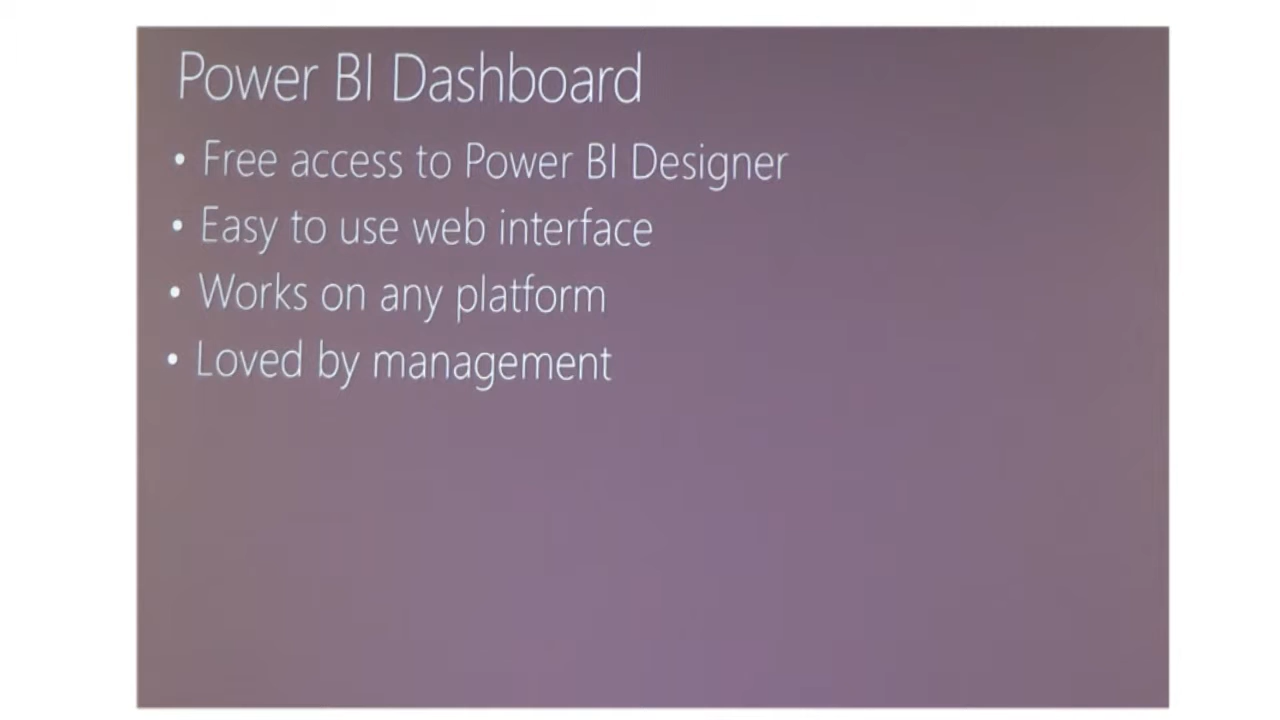 Power BI Dashboard
• Free access to Power BI Designer
• Easy to use web interface
• Works on any platform
• Loved by management